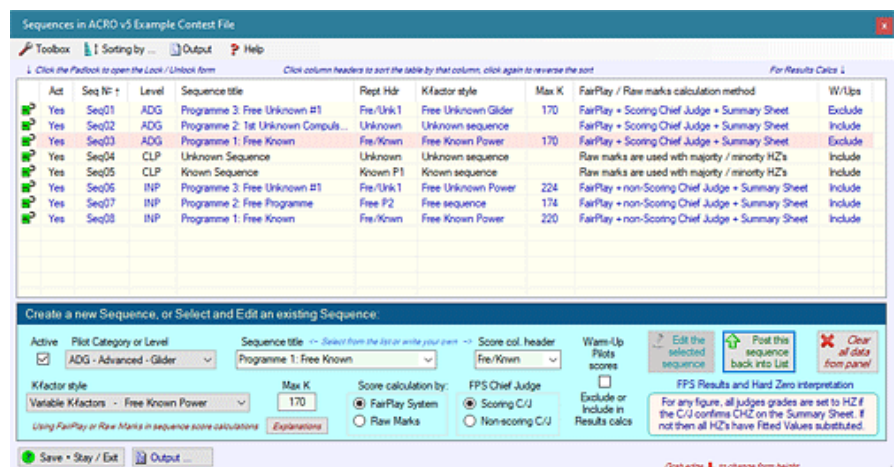 Sequences in ACRO v5 Example Contest File
Toolbox Sorting by ... Output Help
↓ Click the Padlock to open the Lock / Unlock form Click column headers to sort the table by that column, click again to reverse the sort For Results Calcs ↓
Act Seq Nº ↑ Level Sequence title Rept Hdr K-factor style Max K FairPlay / Raw marks calculation method W/Ups
Yes Seq01 ADG Programme 3: Free Unknown #1 Fre/Unk1 Free Unknown Glider 170 FairPlay + Scoring Chief Judge + Summary Sheet Exclude
Yes Seq02 ADG Programme 2: 1st Unknown Compuls... Unknown Unknown sequence FairPlay + Scoring Chief Judge + Summary Sheet Include
Yes Seq03 ADG Programme 1: Free Known Fre/Knwn Free Known Power 170 FairPlay + Scoring Chief Judge + Summary Sheet Exclude
Yes Seq04 CLP Unknown Sequence Unknown Unknown sequence Raw marks are used with majority / minority HZ's Include
Yes Seq05 CLP Known Sequence Known P1 Known sequence Raw marks are used with majority / minority HZ's Include
Yes Seq06 INP Programme 3: Free Unknown #1 Fre/Unk1 Free Unknown Power 224 FairPlay + non-Scoring Chief Judge + Summary Sheet Include
Yes Seq07 INP Programme 2: Free Programme Free P2 Free sequence 174 FairPlay + non-Scoring Chief Judge + Summary Sheet Include
Yes Seq08 INP Programme 1: Free Known Fre/Knwn Free Known Power 220 FairPlay + non-Scoring Chief Judge + Summary Sheet Include
Create a new Sequence, or Select and Edit an existing Sequence:
Active Pilot Category or Level Sequence title <-- Select from the list or write your own --> Score col. header
ADG - Advanced - Glider Programme 1: Free Known Fre/Knwn
Warm-Up
Pilots
scores
Exclude or
Include in
Results calcs
Edit the
selected
sequence
Post this
sequence
back into List
Clear
all data
from panel
K-factor style Max K Score calculation by: FPS Chief Judge
Variable K-factors - Free Known Power 170 FairPlay System Scoring C/J
Using FairPlay or Raw Marks in sequence score calculations Explanations Raw Marks Non-scoring C/J
FPS Results and Hard Zero interpretation
For any figure, all judges grades are set to HZ if
the C/J confirms CHZ on the Summary Sheet. If
not then all HZ's have Fitted Values substituted.
Save • Stay / Exit Output ...
Grab edge ↓ to change form height